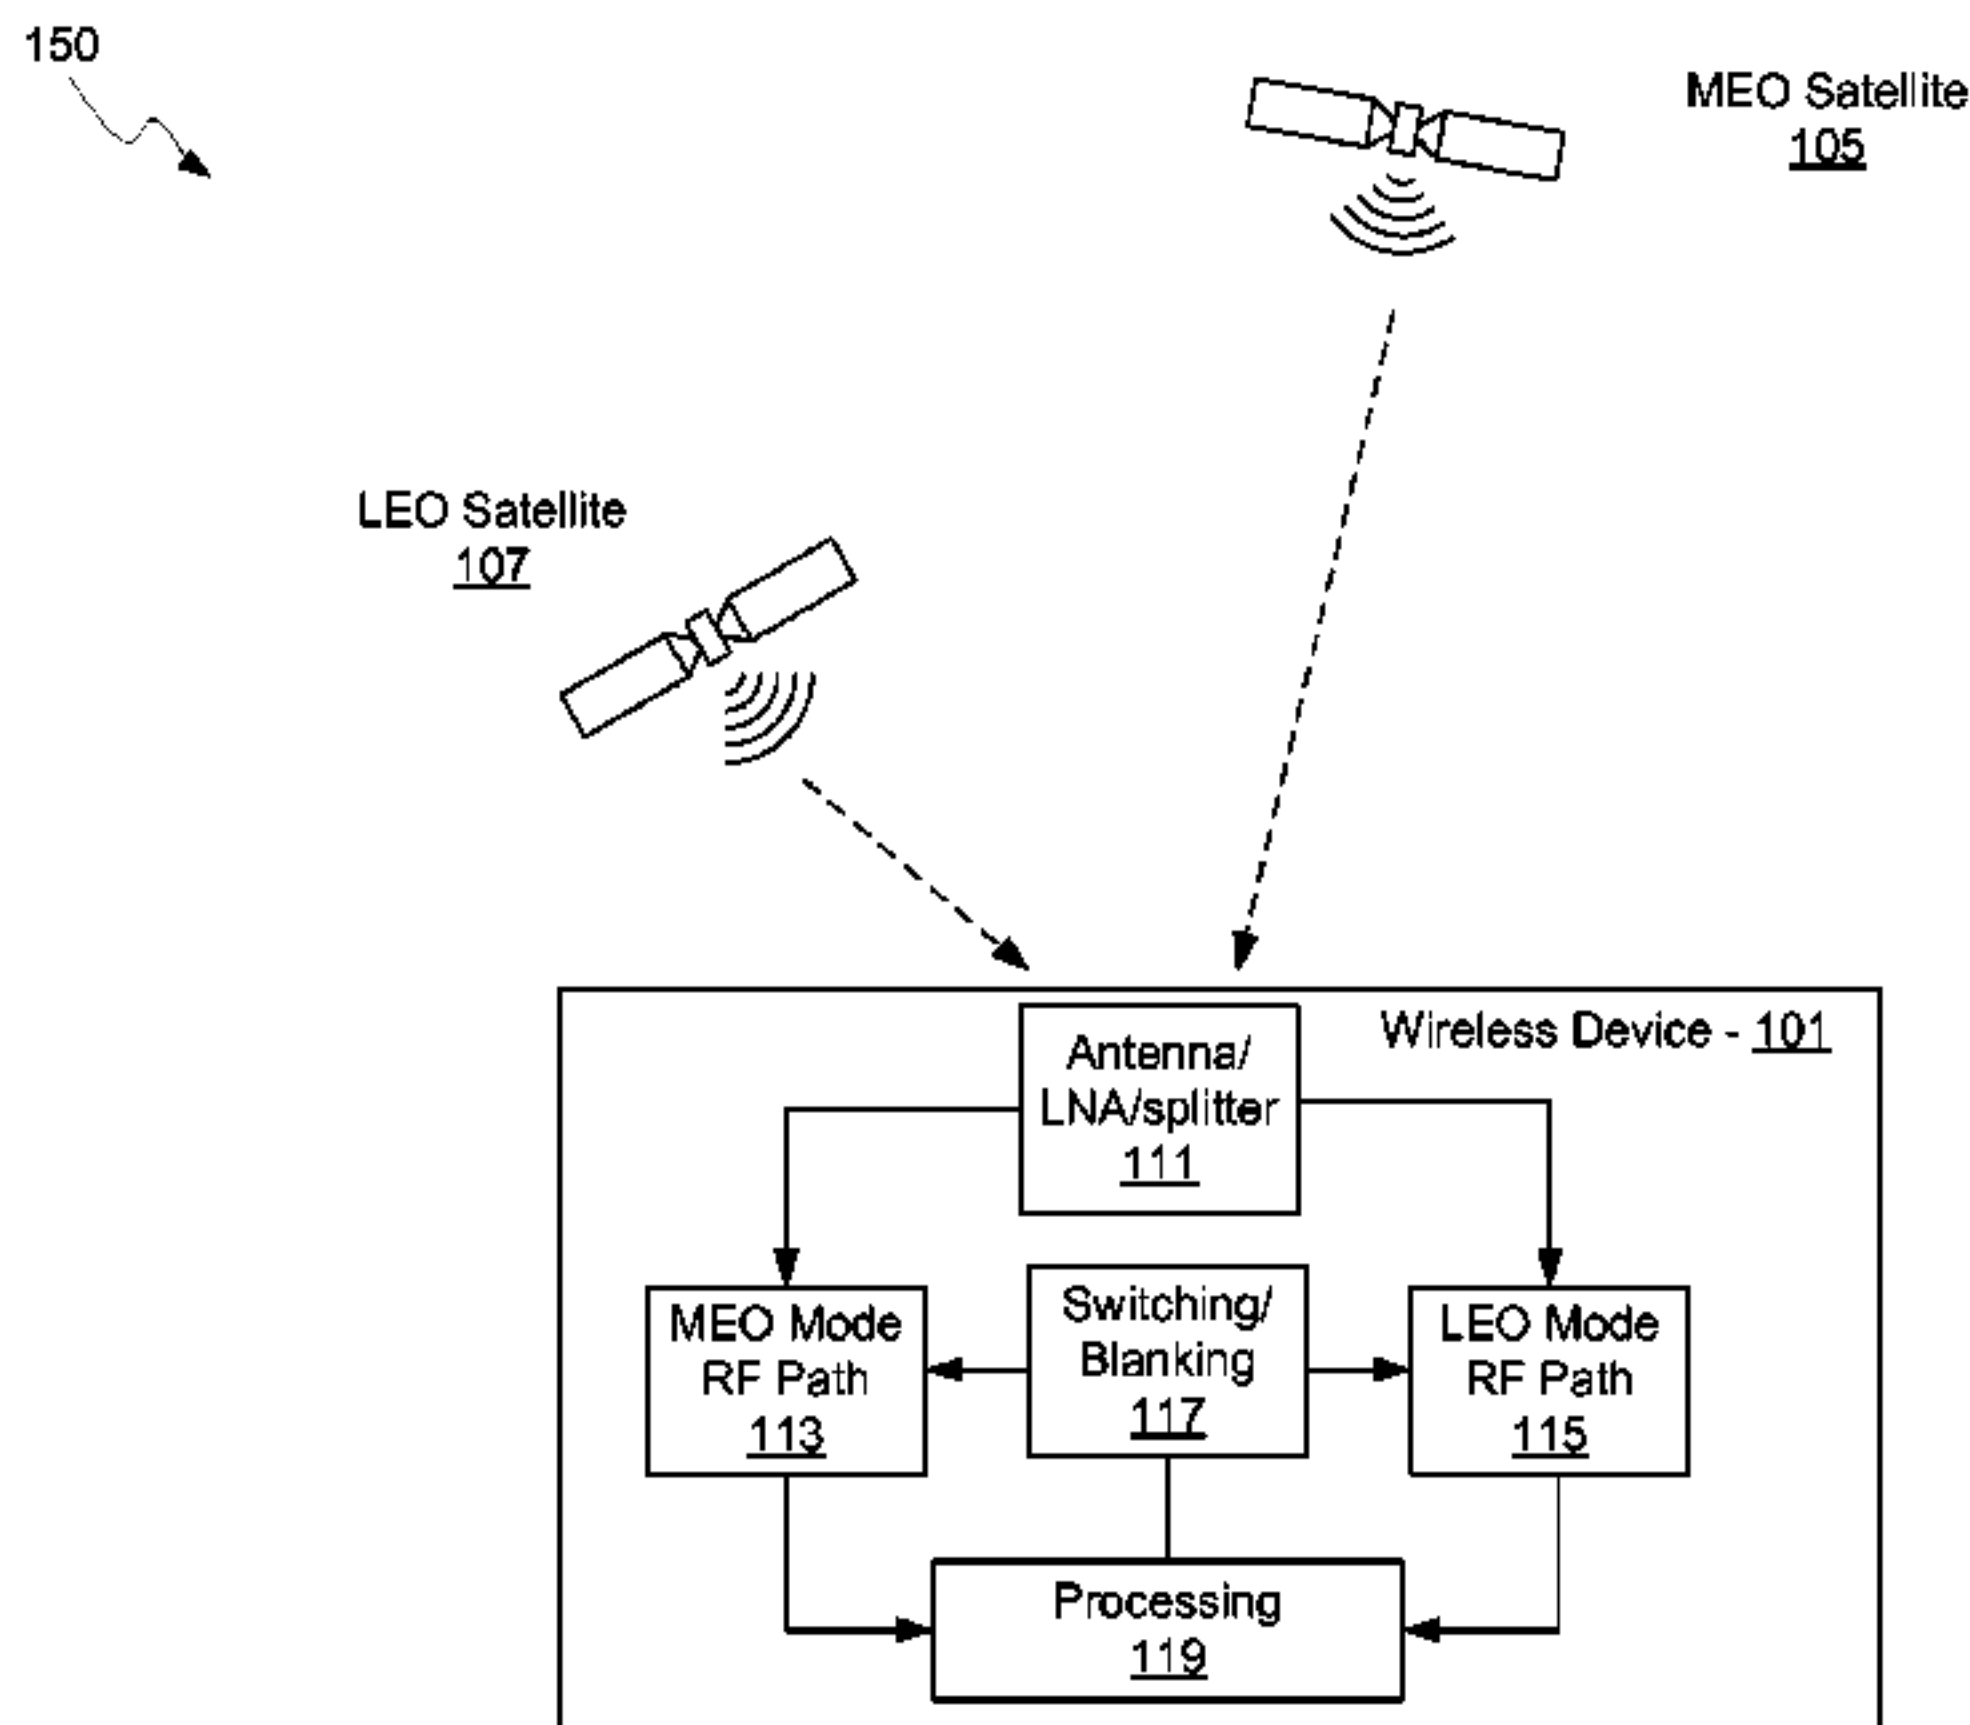 150
MEO Satellite
105
LEO Satellite
107
Wireless Device - 101
Antenna/
LNA/splitter
111
MEO Mode
RF Path
113
Switching/
Blanking
117
LEO Mode
RF Path
115
Processing
119